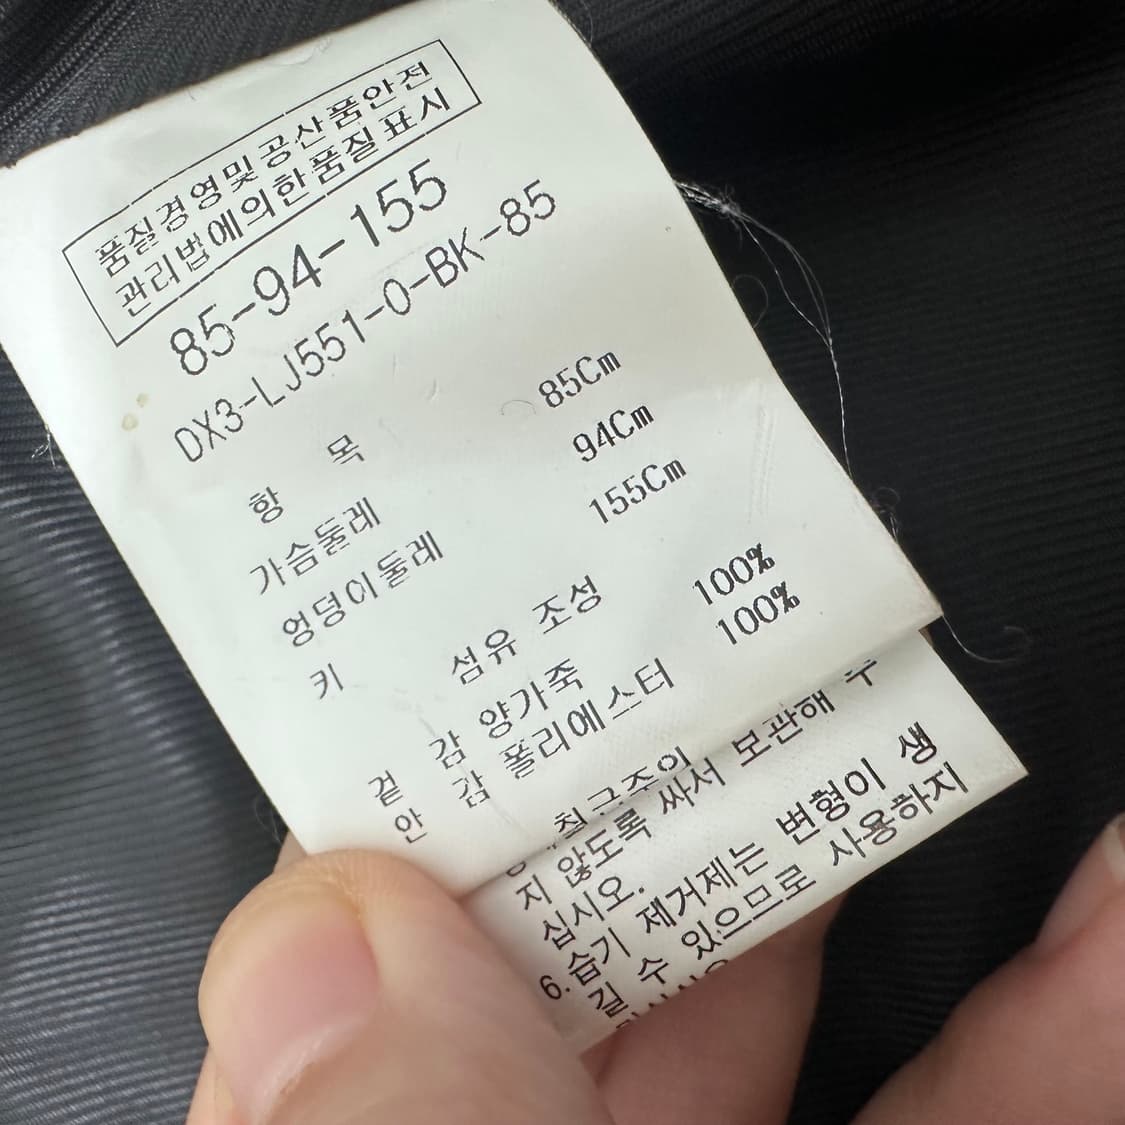 품질경영및공산품안전
관리법에의한품질표시
85-94-155
DX3-LJ551-0-BK-85
항 목
가슴둘레 85Cm
엉덩이둘레 94Cm
키 155Cm
섬유 조성
겉 감 양가죽 100%
안 감 폴리에스터 100%
지 않도록 싸서 보관해 주
십시오.
6.습기 제거제는 변형이 생
길 수 있으므로 사용하지